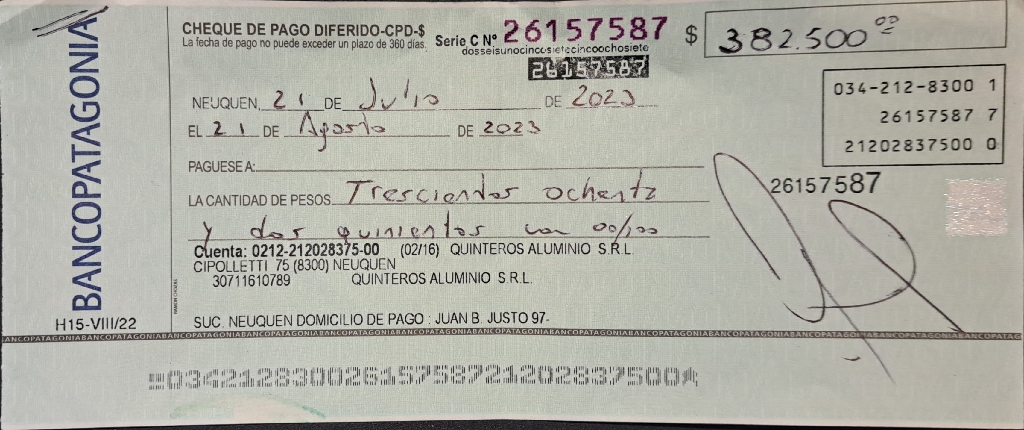 BANCOPATAGONIA
H15-VIII/22
CHEQUE DE PAGO DIFERIDO-CPD-$
La fecha de pago no puede exceder un plazo de 360 días.
Serie C Nº 26157587
dosseisunocincosietecincoochosiete
26157587
$ 382.500 00
034-212-8300 1
26157587 7
21202837500 0
NEUQUEN, 21 DE Julio DE 2023
EL 21 DE Agosto DE 2023
PAGUESE A:
26157587
LA CANTIDAD DE PESOS Tresciendos ochenta
y dos quinientos con 00/100
Cuenta: 0212-212028375-00 (02/16) QUINTEROS ALUMINIO S.R.L.
CIPOLLETTI 75 (8300) NEUQUEN
30711610789 QUINTEROS ALUMINIO S.R.L.
SUC. NEUQUEN DOMICILIO DE PAGO : JUAN B. JUSTO 97-
ANCOPATAGONIABANCOPATAGONIABANCOPATAGONIABANCOPATAGONIABANCOPATAGONIABANCOPATAGONIABANCOPATAGONIABANCOPATAGONIABANCOPATAG
03421283002615758721202837500